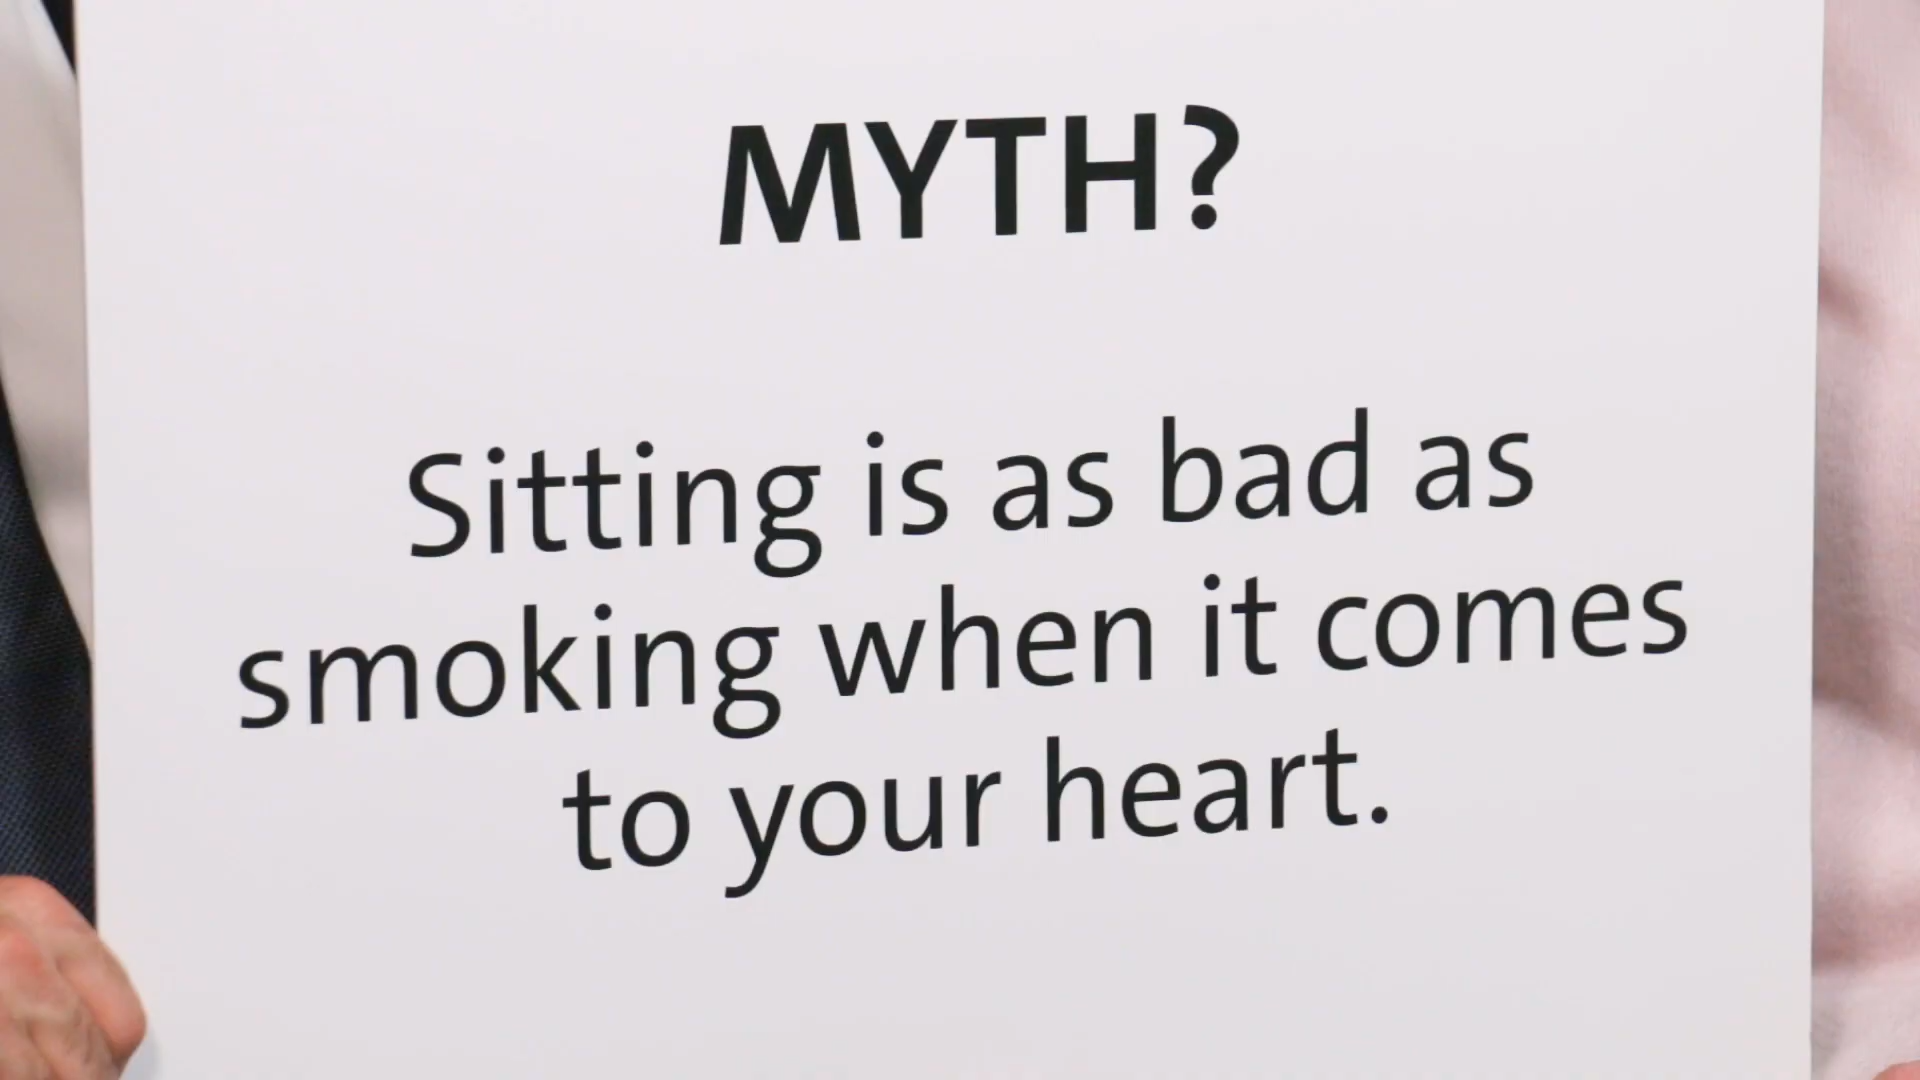 MYTH?
Sitting is as bad as
smoking when it comes
to your heart.